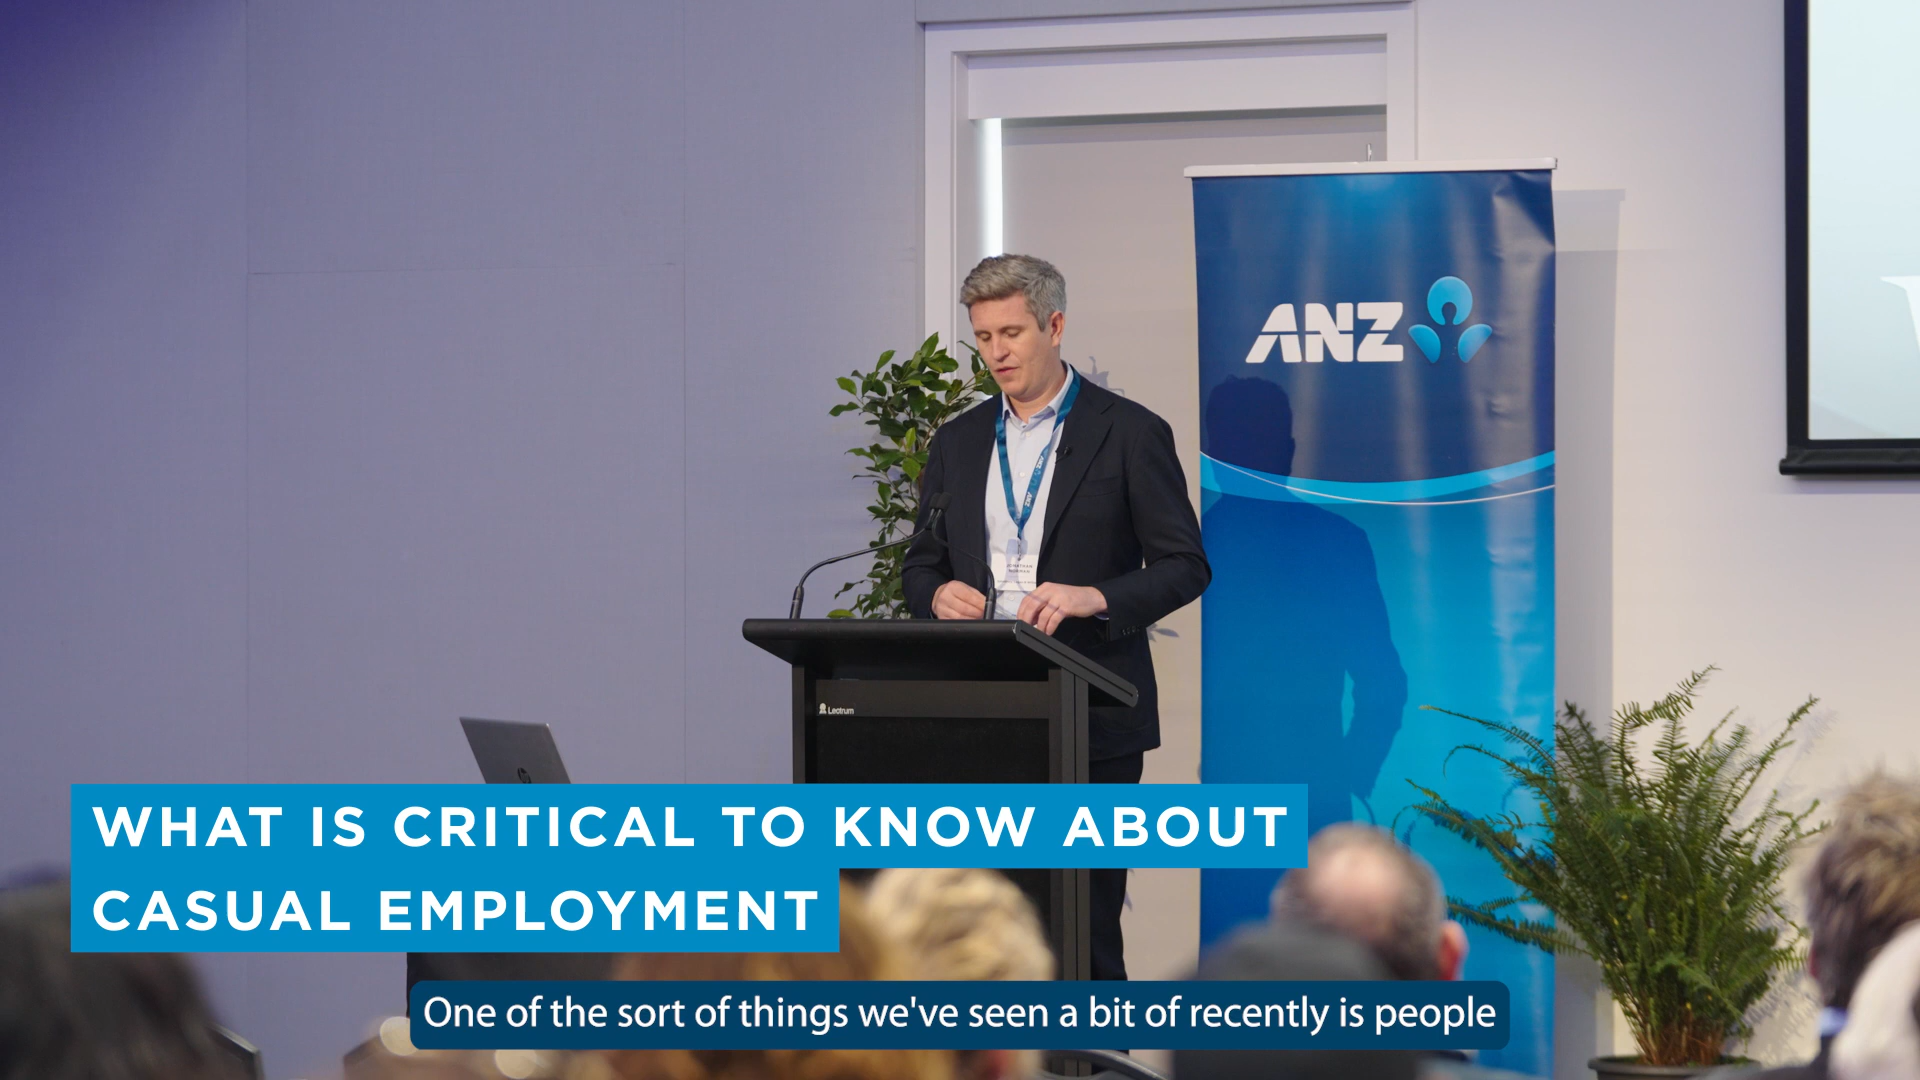 ANZ
JONATHAN
Lectrum
WHAT IS CRITICAL TO KNOW ABOUT
CASUAL EMPLOYMENT
One of the sort of things we've seen a bit of recently is people